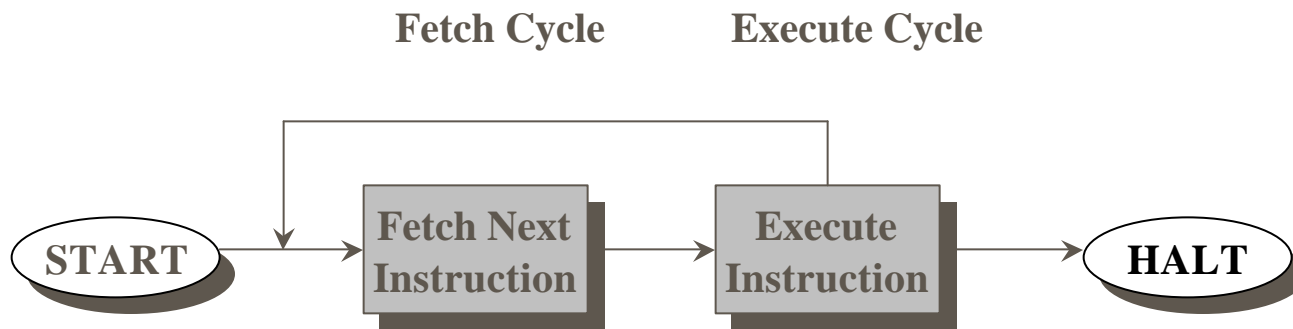 Fetch Cycle
Execute Cycle
START
Fetch Next
Instruction
Execute
Instruction
HALT